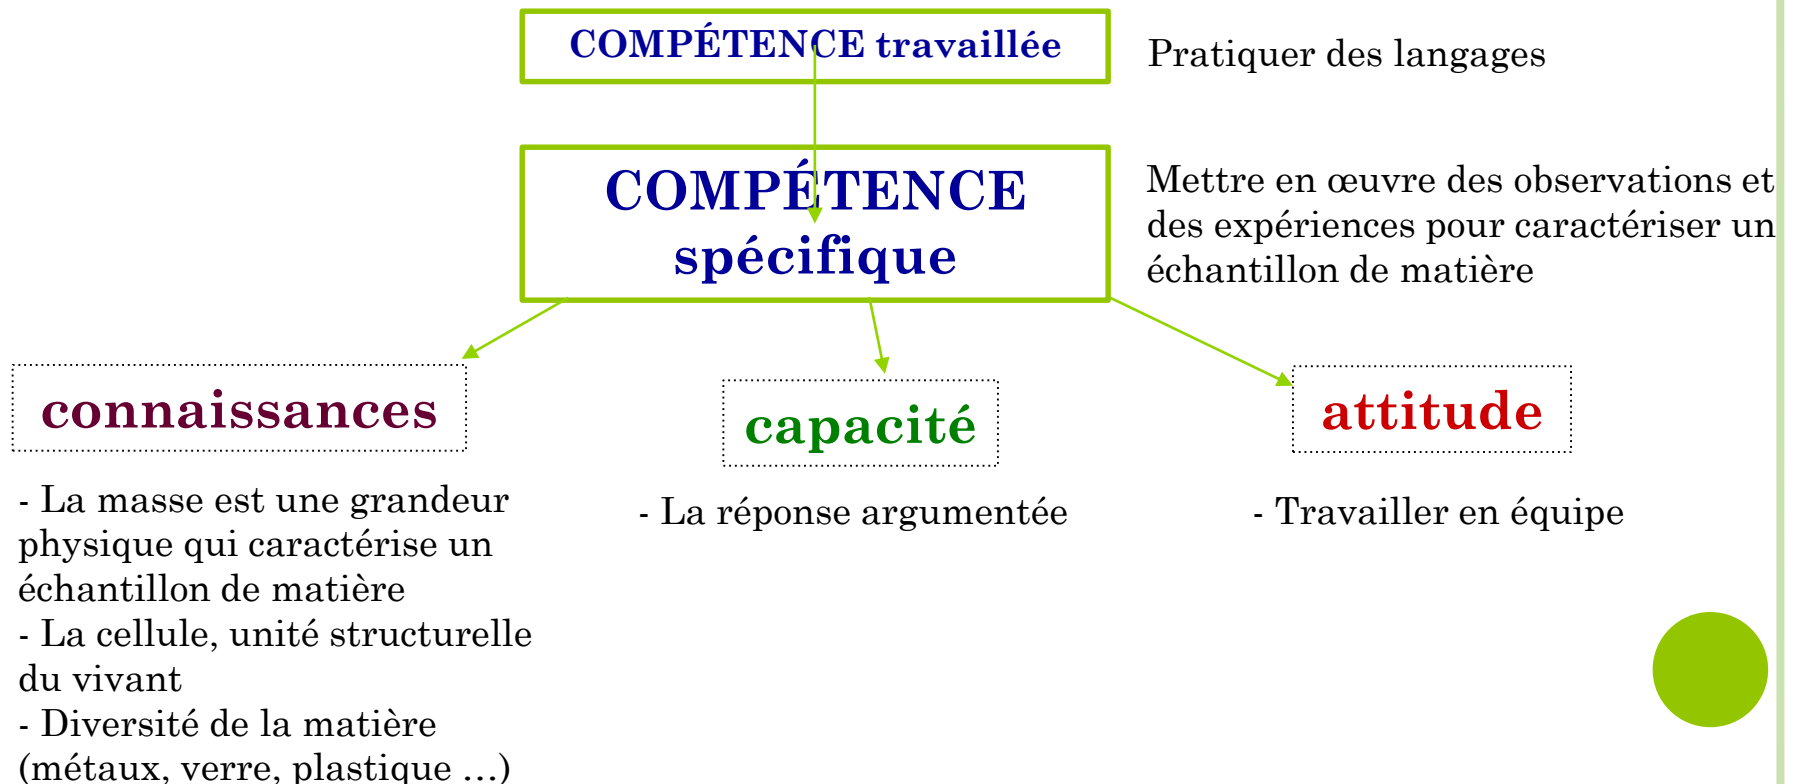 COMPÉTENCE travaillée
Pratiquer des langages
COMPÉTENCE
spécifique
Mettre en œuvre des observations et
des expériences pour caractériser un
échantillon de matière
connaissances
capacité
attitude
- La masse est une grandeur
physique qui caractérise un
échantillon de matière
- La cellule, unité structurelle
du vivant
- Diversité de la matière
(métaux, verre, plastique …)
- La réponse argumentée
- Travailler en équipe